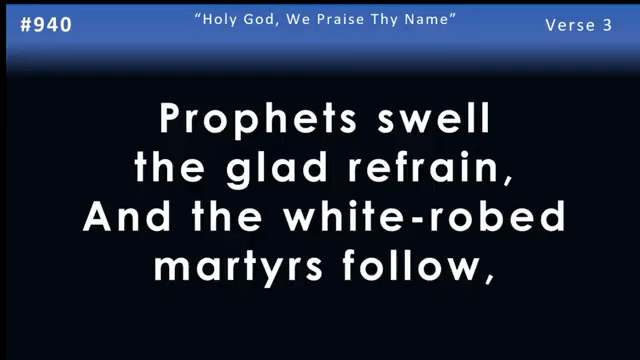 #940
“Holy God, We Praise Thy Name”
Verse 3
Prophets swell
the glad refrain,
And the white-robed
martyrs follow,